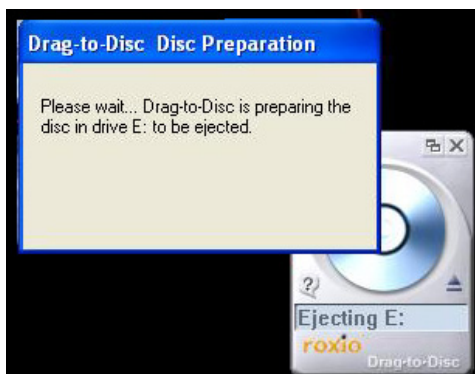 Drag-to-Disc Disc Preparation
Please wait... Drag-to-Disc is preparing the
disc in drive E: to be ejected.
?
Ejecting E:
roxio
Drag-to-Disc